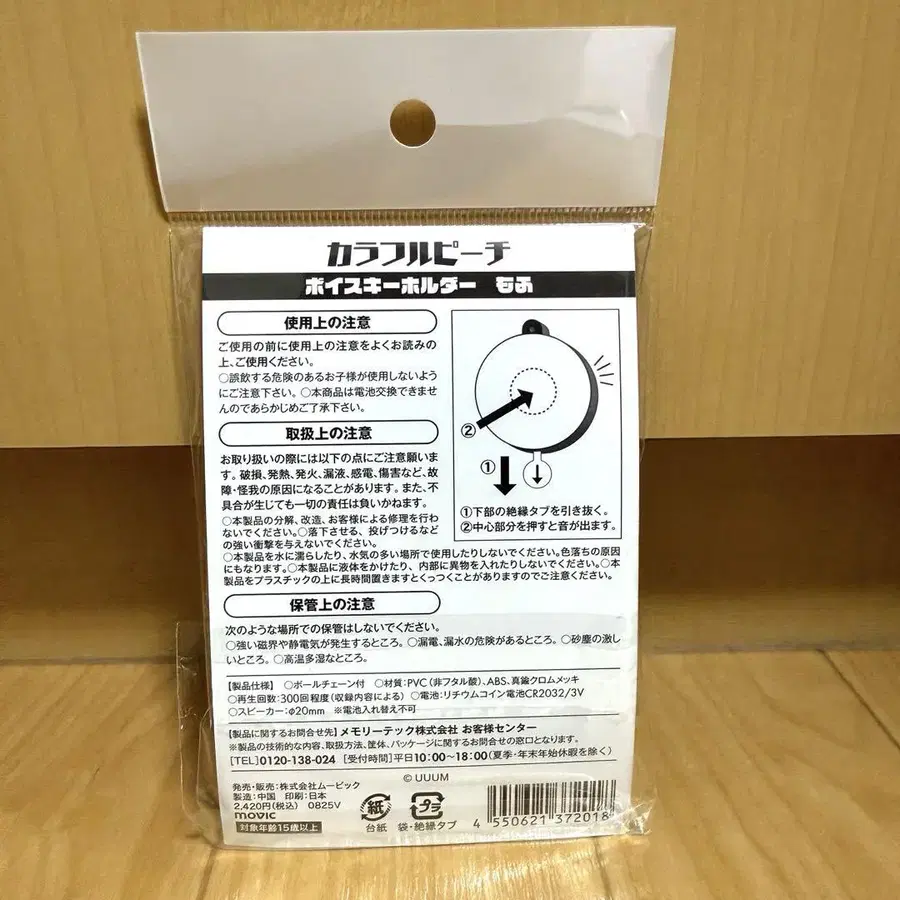 カラフルピーチ
ボイスキーホルダー もふ
使用上の注意
ご使用の前に使用上の注意をよくお読みの
上、ご使用ください。
○誤飲する危険のあるお子様が使用しないよう
にご注意下さい。○本商品は電池交換できませ
んのであらかじめご了承下さい。
取扱上の注意
お取り扱いの際には以下の点にご注意願いま
す。破損、発熱、発火、漏液、感電、傷害など、故
障・怪我の原因になることがあります。また、不
具合が生じても一切の責任は負いかねます。
○本製品の分解、改造、お客様による修理を行わ
ないでください。○落下させる、投げつけるなど
の強い衝撃を与えないでください。
○本製品を水に濡らしたり、水気の多い場所で使用したりしないでください。色落ちの原因
にもなります。○本製品に液体をかけたり、内部に異物を入れたりしないでください。○本
製品をプラスチックの上に長時間置きますとくっつくことがありますのでご注意ください。
②
①
①下部の絶縁タブを引き抜く。
②中心部分を押すと音が出ます。
保管上の注意
次のような場所での保管はしないでください。
○強い磁界や静電気が発生するところ。○漏電、漏水の危険があるところ。○砂塵の激し
いところ。○高温多湿なところ。
【製品仕様】 ○ボールチェーン付 ○材質:PVC(非フタル酸)、ABS、真鍮クロムメッキ
○再生回数:300回程度(収録内容による) ○電池:リチウムコイン電池CR2032/3V
○スピーカー:φ20mm ※電池入れ替え不可
【製品に関するお問合せ先】メモリーテック株式会社 お客様センター
※製品の技術的な内容、取扱方法、筐体、パッケージに関するお問合せの窓口となります。
[TEL]0120-138-024 [受付時間]平日10:00~18:00(夏季・年末年始休暇を除く)
©UUUM
発売・販売:株式会社ムービック
製造:中国 印刷:日本
2,420円(税込) 0825V
movic
対象年齢15歳以上
紙
台紙
プラ
袋・絶縁タブ
4 550621 372018